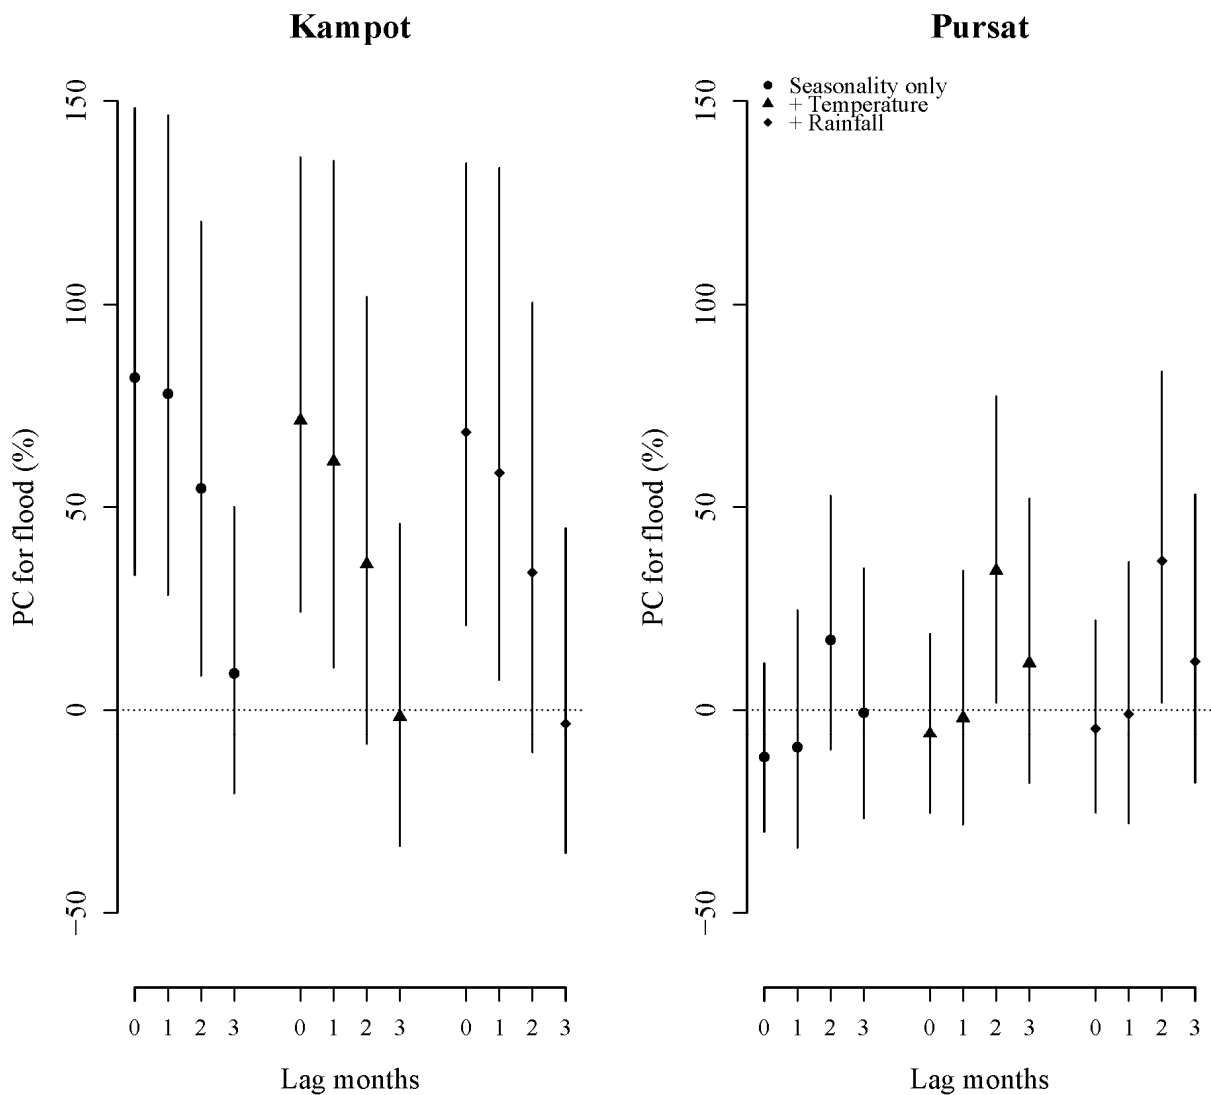 Kampot
PC for flood (%)
150
100
50
0
−50
0 1 2 3 0 1 2 3 0 1 2 3
Lag months
Pursat
Seasonality only
+ Temperature
+ Rainfall
PC for flood (%)
150
100
50
0
−50
0 1 2 3 0 1 2 3 0 1 2 3
Lag months